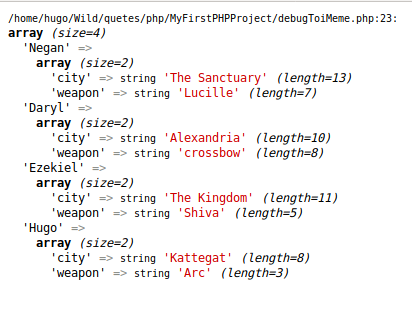 /home/hugo/Wild/quetes/php/MyFirstPHPProject/debugToiMeme.php:23:
array (size=4)
'Negan' =>
array (size=2)
'city' => string 'The Sanctuary' (length=13)
'weapon' => string 'Lucille' (length=7)
'Daryl' =>
array (size=2)
'city' => string 'Alexandria' (length=10)
'weapon' => string 'crossbow' (length=8)
'Ezekiel' =>
array (size=2)
'city' => string 'The Kingdom' (length=11)
'weapon' => string 'Shiva' (length=5)
'Hugo' =>
array (size=2)
'city' => string 'Kattegat' (length=8)
'weapon' => string 'Arc' (length=3)